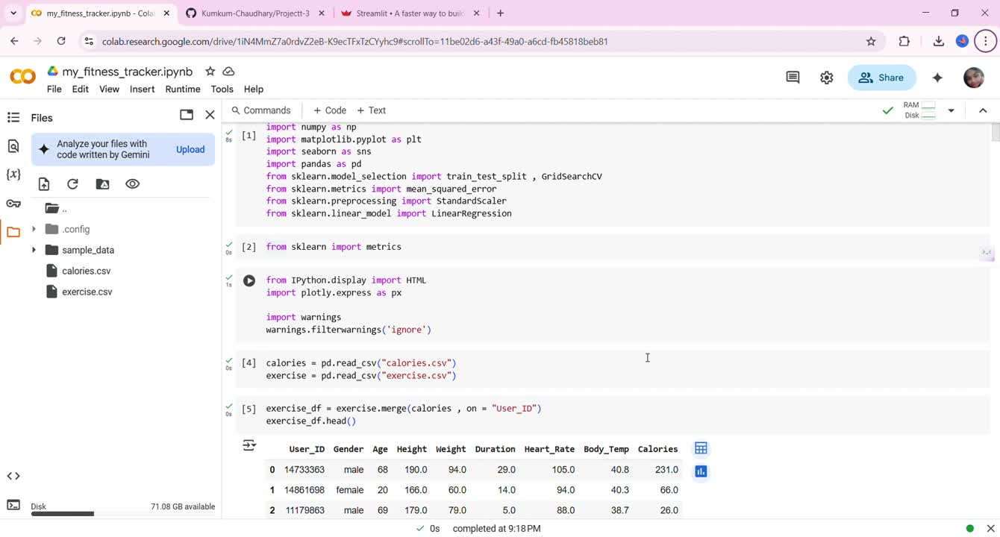 my_fitness_tracker.ipynb - Cola
Kumkum-Chaudhary/Projectt-3
Streamlit • A faster way to build
colab.research.google.com/drive/1iN4MmZ7a0rdvZ2eB-K9ecTFxTzCYyhc9#scrollTo=11be02d6-a43f-49a0-a6cd-fb45818beb81
my_fitness_tracker.ipynb
File Edit View Insert Runtime Tools Help
Share
Files
Commands + Code + Text
RAM
Disk
Analyze your files with
code written by Gemini
Upload
..
.config
sample_data
calories.csv
exercise.csv
Disk 71.08 GB available
8s [1] import numpy as np
import matplotlib.pyplot as plt
import seaborn as sns
import pandas as pd
from sklearn.model_selection import train_test_split , GridSearchCV
from sklearn.metrics import mean_squared_error
from sklearn.preprocessing import StandardScaler
from sklearn.linear_model import LinearRegression
0s [2] from sklearn import metrics
1s from IPython.display import HTML
import plotly.express as px
import warnings
warnings.filterwarnings('ignore')
0s [4] calories = pd.read_csv("calories.csv")
exercise = pd.read_csv("exercise.csv")
0s [5] exercise_df = exercise.merge(calories , on = "User_ID")
exercise_df.head()
User_ID Gender Age Height Weight Duration Heart_Rate Body_Temp Calories
0 14733363 male 68 190.0 94.0 29.0 105.0 40.8 231.0
1 14861698 female 20 166.0 60.0 14.0 94.0 40.3 66.0
2 11179863 male 69 179.0 79.0 5.0 88.0 38.7 26.0
0s completed at 9:18 PM